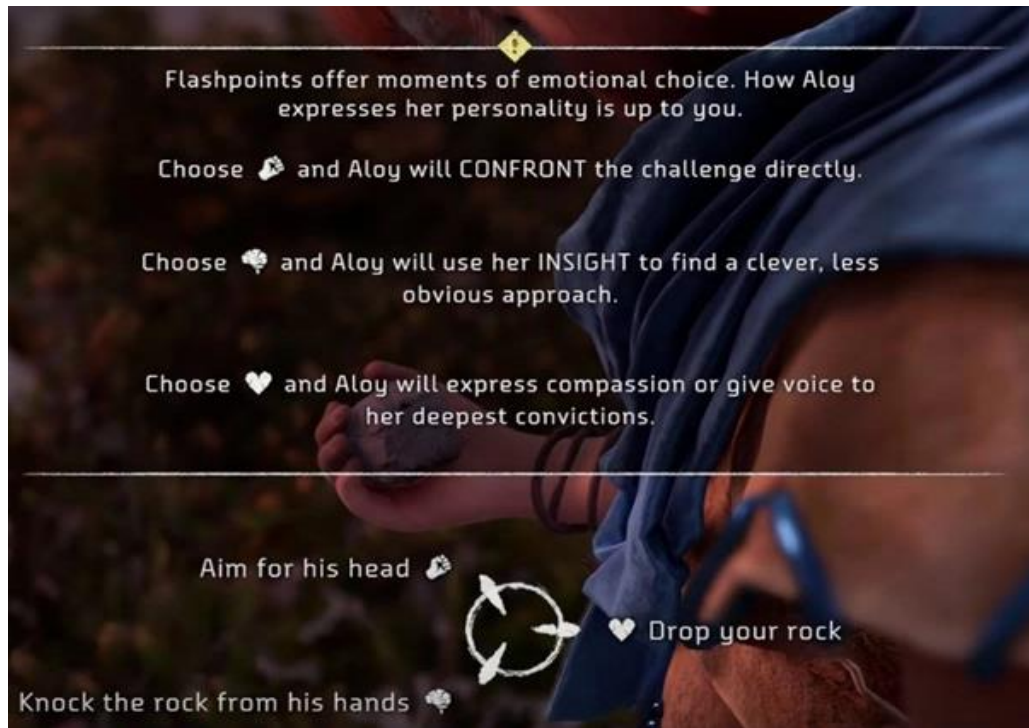 Flashpoints offer moments of emotional choice. How Aloy
expresses her personality is up to you.
Choose and Aloy will CONFRONT the challenge directly.
Choose and Aloy will use her INSIGHT to find a clever, less
obvious approach.
Choose and Aloy will express compassion or give voice to
her deepest convictions.
Aim for his head
Drop your rock
Knock the rock from his hands